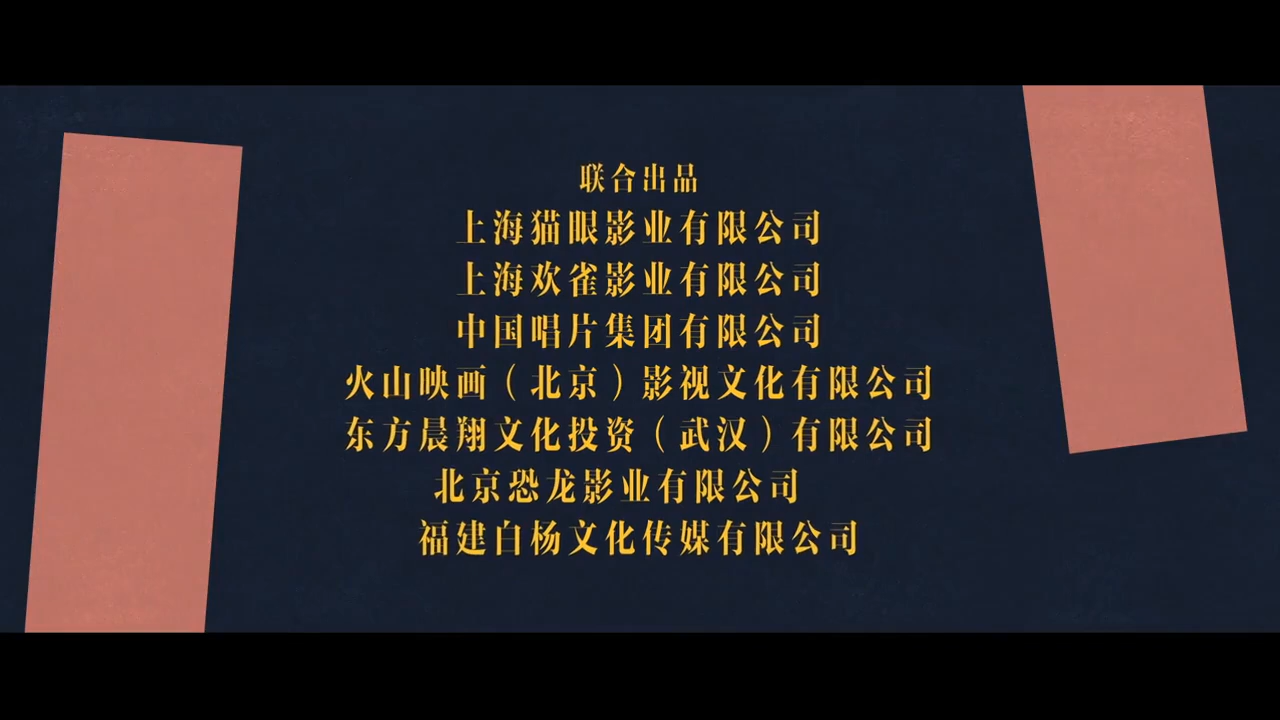 联合出品
上海猫眼影业有限公司
上海欢雀影业有限公司
中国唱片集团有限公司
火山映画（北京）影视文化有限公司
东方晨翔文化投资（武汉）有限公司
北京恐龙影业有限公司
福建白杨文化传媒有限公司